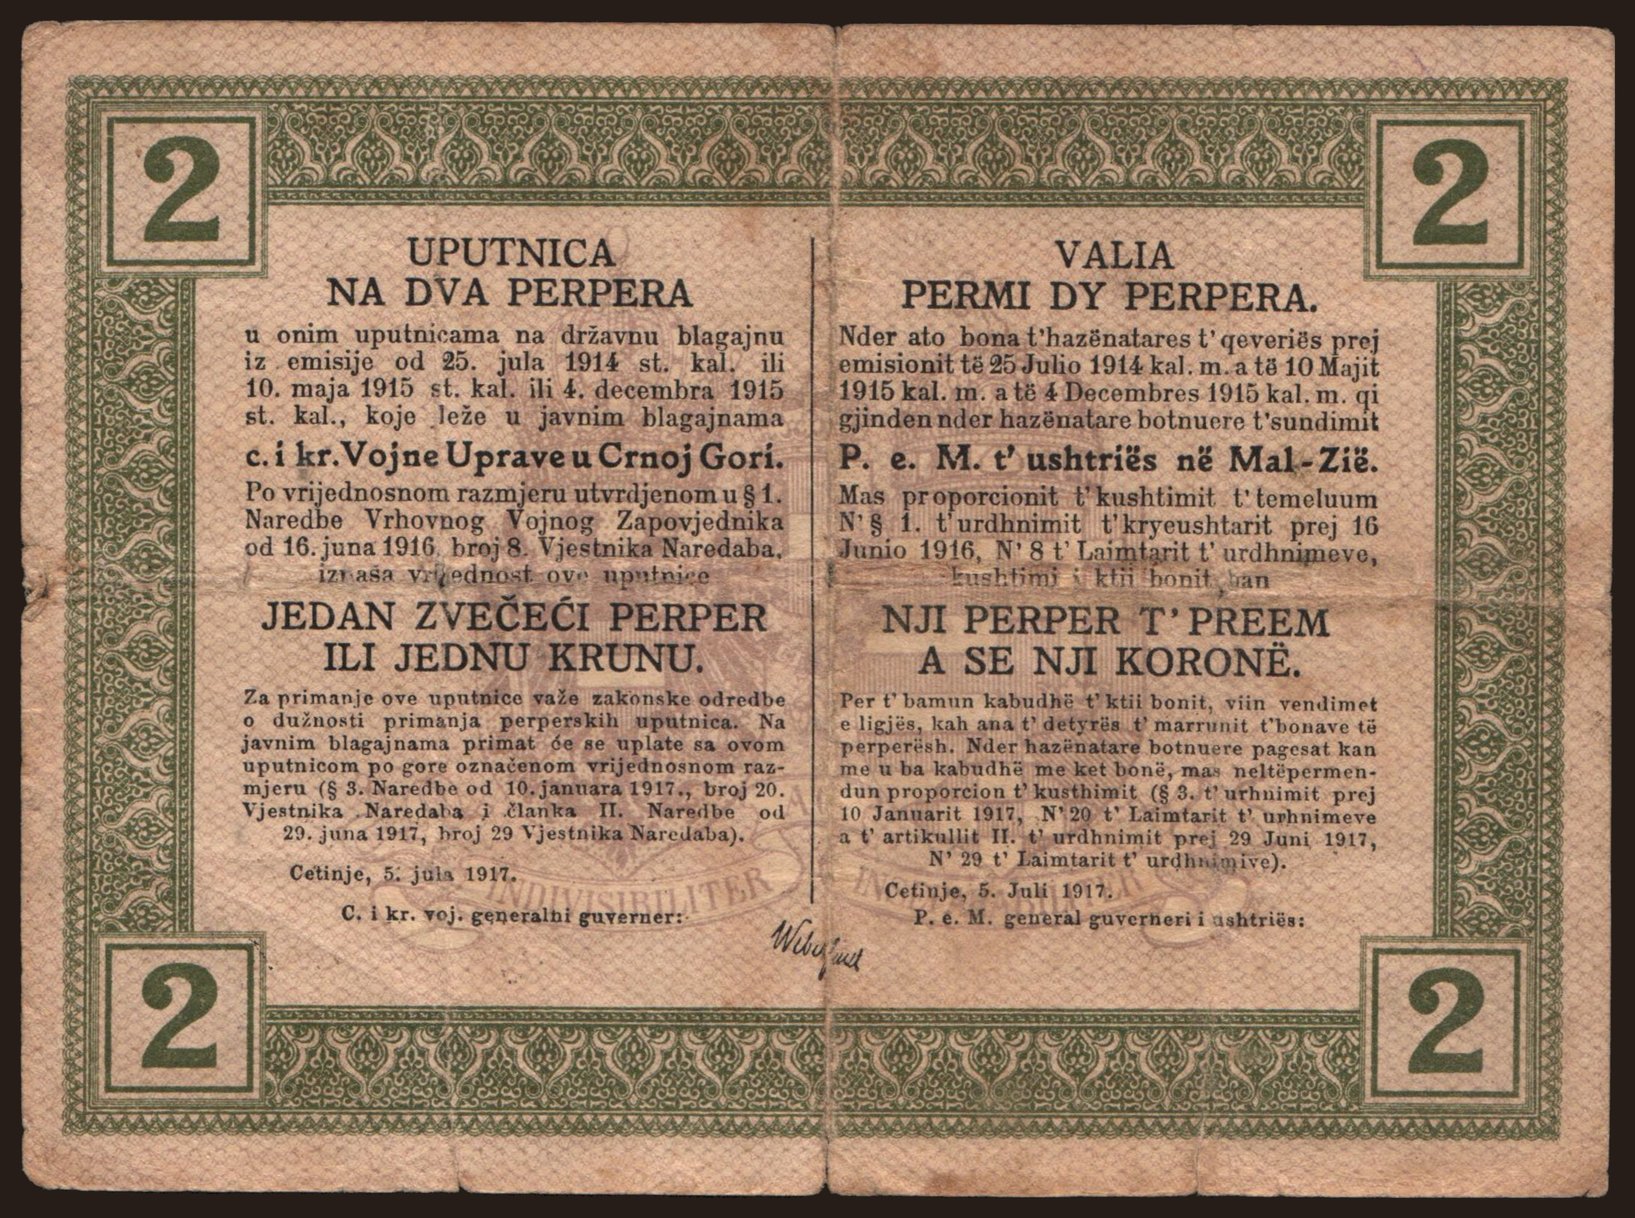 2
2
UPUTNICA
NA DVA PERPERA
u onim uputnicama na državnu blagajnu
iz emisije od 25. jula 1914 st. kal. ili
10. maja 1915 st. kal. ili 4. decembra 1915
st. kal., koje leže u javnim blagajnama
c. i kr. Vojne Uprave u Crnoj Gori.
Po vrijednosnom razmjeru utvrdjenom u § 1.
Naredbe Vrhovnog Vojnog Zapovjednika
od 16. juna 1916, broj 8. Vjestnika Naredaba,
iznaša vrijednost ove uputnice
JEDAN ZVEČEĆI PERPER
ILI JEDNU KRUNU.
Za primanje ove uputnice važe zakonske odredbe
o dužnosti primanja perperskih uputnica. Na
javnim blagajnama primat će se uplate sa ovom
uputnicom po gore označenom vrijednosnom raz-
mjeru (§ 3. Naredbe od 10. januara 1917., broj 20.
Vjestnika Naredaba i članka II. Naredbe od
29. juna 1917, broj 29 Vjestnika Naredaba).
Cetinje, 5. jula 1917.
C. i kr. voj. generalni guverner:
VALIA
PERMI DY PERPERA.
Nder ato bona t' hazënatares t' qeveriës prej
emisionit të 25 Julio 1914 kal. m. a të 10 Majit
1915 kal. m. a të 4 Decembres 1915 kal. m. qi
gjinden nder hazënatare botnuere t' sundimit
P. e. M. t' ushtriës në Mal-Zië.
Mas proporcionit t' kushtimit t' temeluum
N' § 1. t' urdhnimit t' kryeushtarit prej 16
Junio 1916, N' 8 t' Laimtarit t' urdhnimeve,
kushtimi i ktii bonit ban
NJI PERPER T' PREEM
A SE NJI KORONË.
Per t' bamun kabudhë t' ktii bonit, viin vendimet
e ligjës, kah ana t' detyrës t' marrunit t' bonave të
perperësh. Nder hazënatare botnuere pagesat kan
me u ba kabudhë me ket bonë, mas neltëpermen-
dun proporcion t' kusthimit (§ 3. t' urhnimit prej
10 Januarit 1917, N' 20 t' Laimtarit t' urhnimeve
a t' artikullit II. t' urdhnimit prej 29 Juni 1917,
N' 29 t' Laimtarit t' urdhnimive).
Cetinje, 5. Juli 1917.
P. e. M. general guverneri i ushtriës:
INDIVISIBILITER
2
2